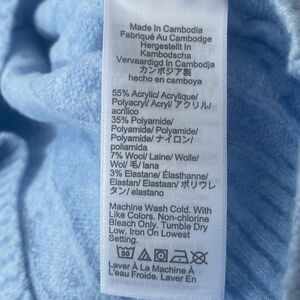 Made In Cambodia
Fabriqué Au Cambodge
Hergestellt In
Kambodscha
Vervaardigd In Cambodja
カンボジア製
hecho en camboya
55% Acrylic/ Acrylique/
Polyacryl/ Acryl/ アクリル/
acrílico
35% Polyamide/
Polyamide/ Polyamid/
Polyamide/ ナイロン/
poliamida
7% Wool/ Laine/ Wolle/
Wol/ 毛/ lana
3% Elastane/ Élasthanne/
Elastan/ Elastaan/ ポリウレ
タン/ elastano
Machine Wash Cold. With
Like Colors. Non-chlorine
Bleach Only. Tumble Dry
Low. Iron On Lowest
Setting.
30
Laver À La Machine À
L'eau Froide. Laver En